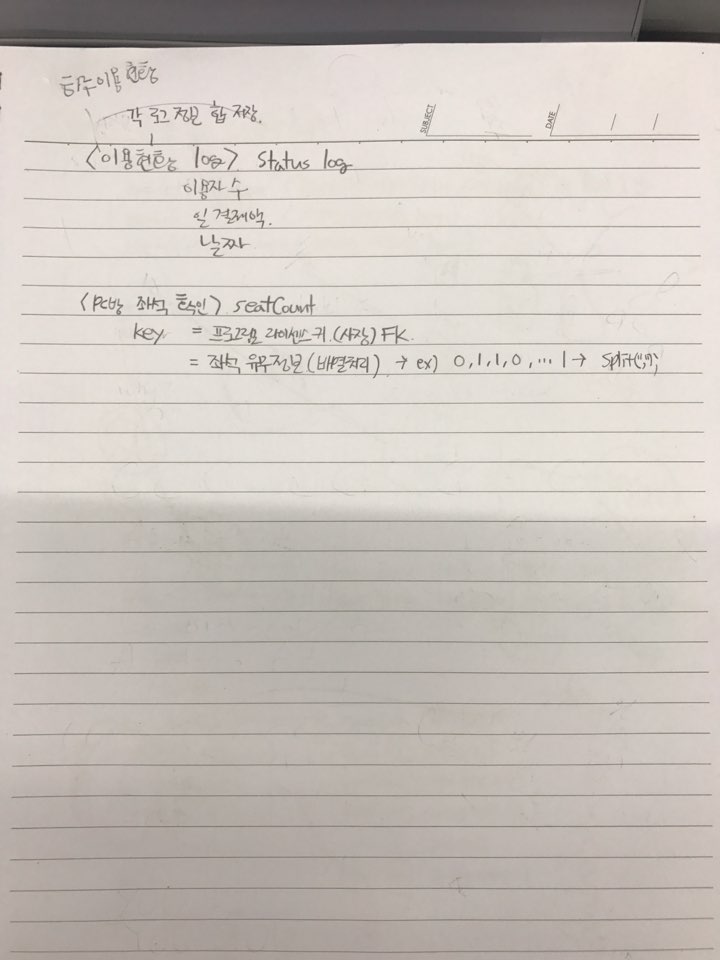 이용현황
각 로그 정보 합 저장.
SUBJECT
DATE / /
<이용현황 log> Status log
이용자 수
일 결제액.
날짜
<PC방 좌석 확인> seatCount
key = 프로그램 라이센스 키. (사장) FK.
= 좌석 유무정보 (배열처리) → ex) 0,1,1,0, ... 1 → Split(",");